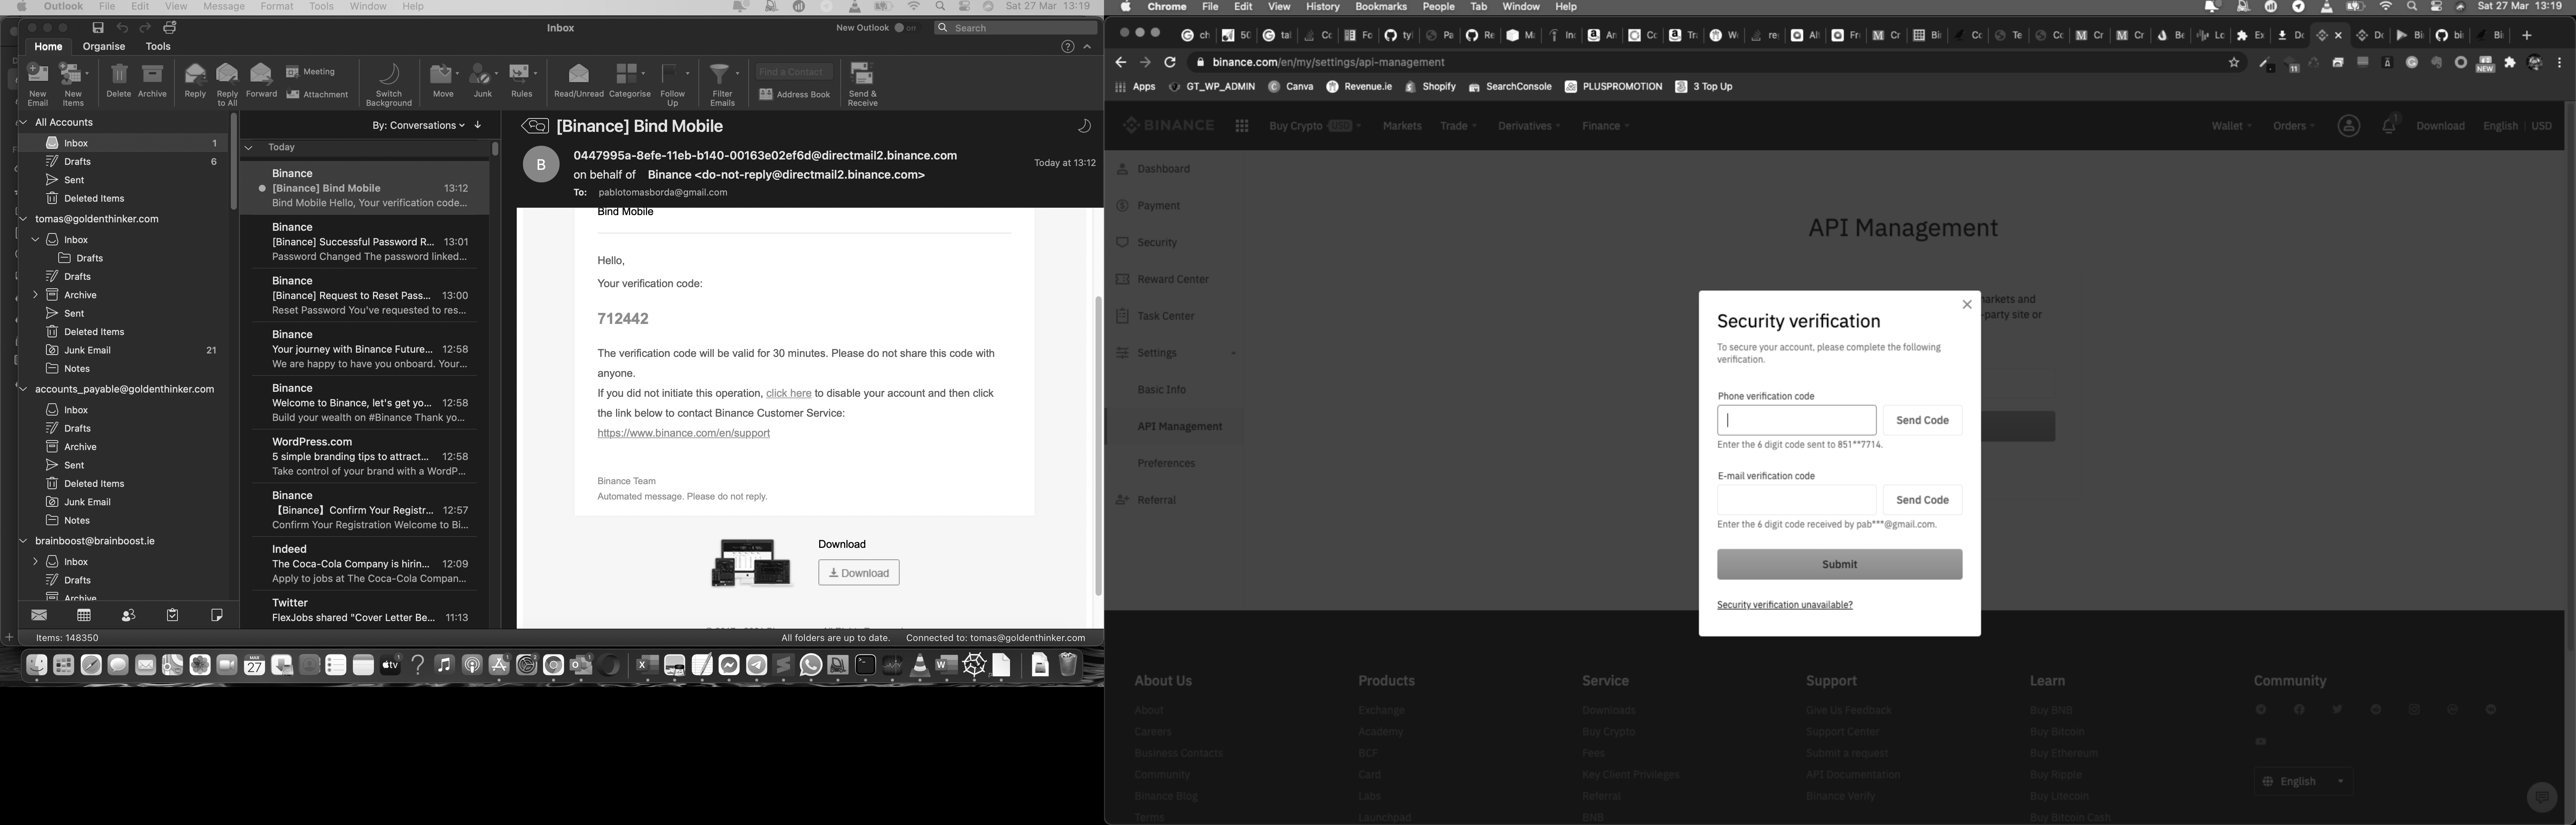 Outlook File Edit View Message Format Tools Window Help Sat 27 Mar 13:19
Inbox New Outlook Off Search
Home Organise Tools
New Email
New Items
Delete
Archive
Reply
Reply to All
Forward
Meeting
Attachment
Switch Background
Move
Junk
Rules
Read/Unread
Categorise
Follow Up
Filter Emails
Find a Contact
Address Book
Send & Receive
All Accounts
Inbox 1
Drafts 6
Sent
Deleted Items
tomas@goldenthinker.com
Inbox
Drafts
Drafts
Archive
Sent
Deleted Items
Junk Email 21
Notes
accounts_payable@goldenthinker.com
Inbox
Drafts
Archive
Sent
Deleted Items
Junk Email
Notes
brainboost@brainboost.ie
Inbox
Drafts
Archive
By: Conversations
Today
Binance
[Binance] Bind Mobile 13:12
Bind Mobile Hello, Your verification code...
Binance
[Binance] Successful Password R... 13:01
Password Changed The password linked...
Binance
[Binance] Request to Reset Pass... 13:00
Reset Password You've requested to res...
Binance
Your journey with Binance Future... 12:58
We are happy to have you onboard. Your...
Binance
Welcome to Binance, let's get yo... 12:58
Build your wealth on #Binance Thank yo...
WordPress.com
5 simple branding tips to attract... 12:58
Take control of your brand with a WordP...
Binance
【Binance】Confirm Your Registr... 12:57
Confirm Your Registration Welcome to Bi...
Indeed
The Coca-Cola Company is hirin... 12:09
Apply to jobs at The Coca-Cola Compan...
Twitter
FlexJobs shared "Cover Letter Be... 11:13
[Binance] Bind Mobile
B
0447995a-8efe-11eb-b140-00163e02ef6d@directmail2.binance.com
on behalf of Binance <do-not-reply@directmail2.binance.com>
Today at 13:12
To: pablotomasborda@gmail.com
Bind Mobile
Hello,
Your verification code:
712442
The verification code will be valid for 30 minutes. Please do not share this code with
anyone.
If you did not initiate this operation, click here to disable your account and then click
the link below to contact Binance Customer Service:
https://www.binance.com/en/support
Binance Team
Automated message. Please do not reply.
Download
Download
Items: 148350 All folders are up to date. Connected to: tomas@goldenthinker.com
MAR
27
Chrome File Edit View History Bookmarks People Tab Window Help Sat 27 Mar 13:19
binance.com/en/my/settings/api-management
Apps GT_WP_ADMIN Canva Revenue.ie Shopify SearchConsole PLUSPROMOTION 3 Top Up
BINANCE Buy Crypto USD Markets Trade Derivatives Finance Wallet Orders Download English USD
Dashboard
Payment
Security
Reward Center
Task Center
Settings
Basic Info
API Management
Preferences
Referral
API Management
markets and
-party site or
Security verification
To secure your account, please complete the following
verification.
Phone verification code
Send Code
Enter the 6 digit code sent to 851**7714.
E-mail verification code
Send Code
Enter the 6 digit code received by pab***@gmail.com.
Submit
Security verification unavailable?
About Us
About
Careers
Business Contacts
Community
Binance Blog
Terms
Products
Exchange
Academy
BCF
Card
Labs
Launchpad
Service
Downloads
Buy Crypto
Fees
Key Client Privileges
Referral
BNB
Support
Give Us Feedback
Support Center
Submit a request
API Documentation
Binance Verify
Learn
Buy BNB
Buy Bitcoin
Buy Ethereum
Buy Ripple
Buy Litecoin
Buy Bitcoin Cash
Community
English